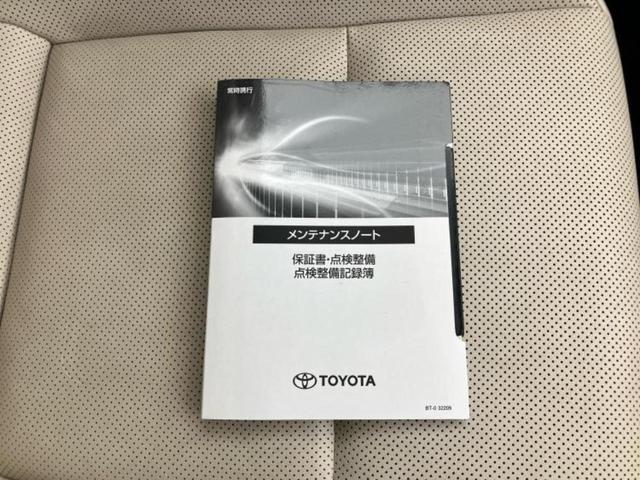 常時携行
メンテナンスノート
保証書・点検整備
点検整備記録簿
TOYOTA
BT-0 32205